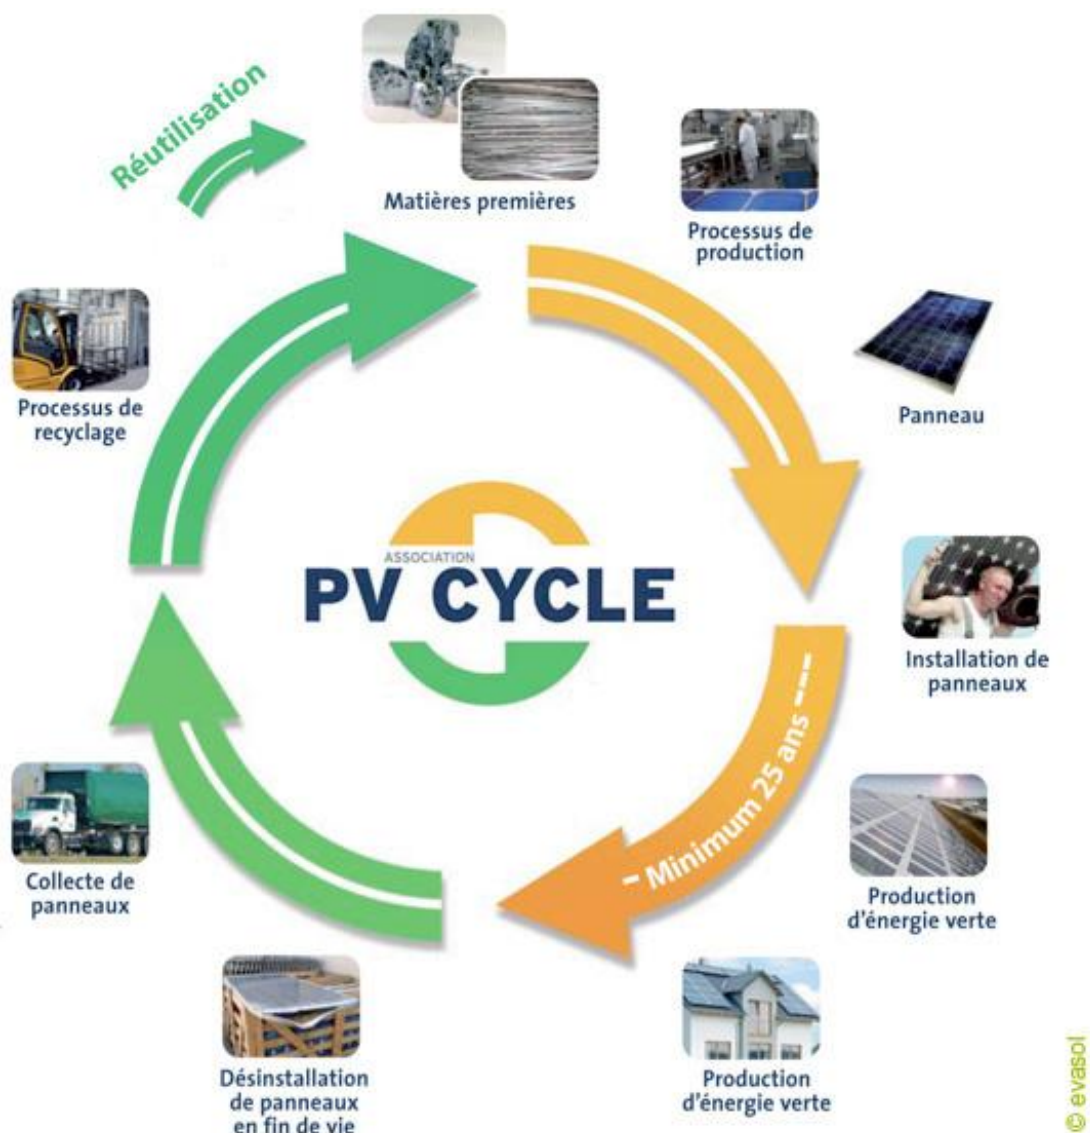 Réutilisation
Matières premières
Processus de
production
Processus de
recyclage
Panneau
ASSOCIATION
PV CYCLE
Installation de
panneaux
- Minimum 25 ans ---
Collecte de
panneaux
Production
d'énergie verte
Désinstallation
de panneaux
en fin de vie
Production
d'énergie verte
© evasol